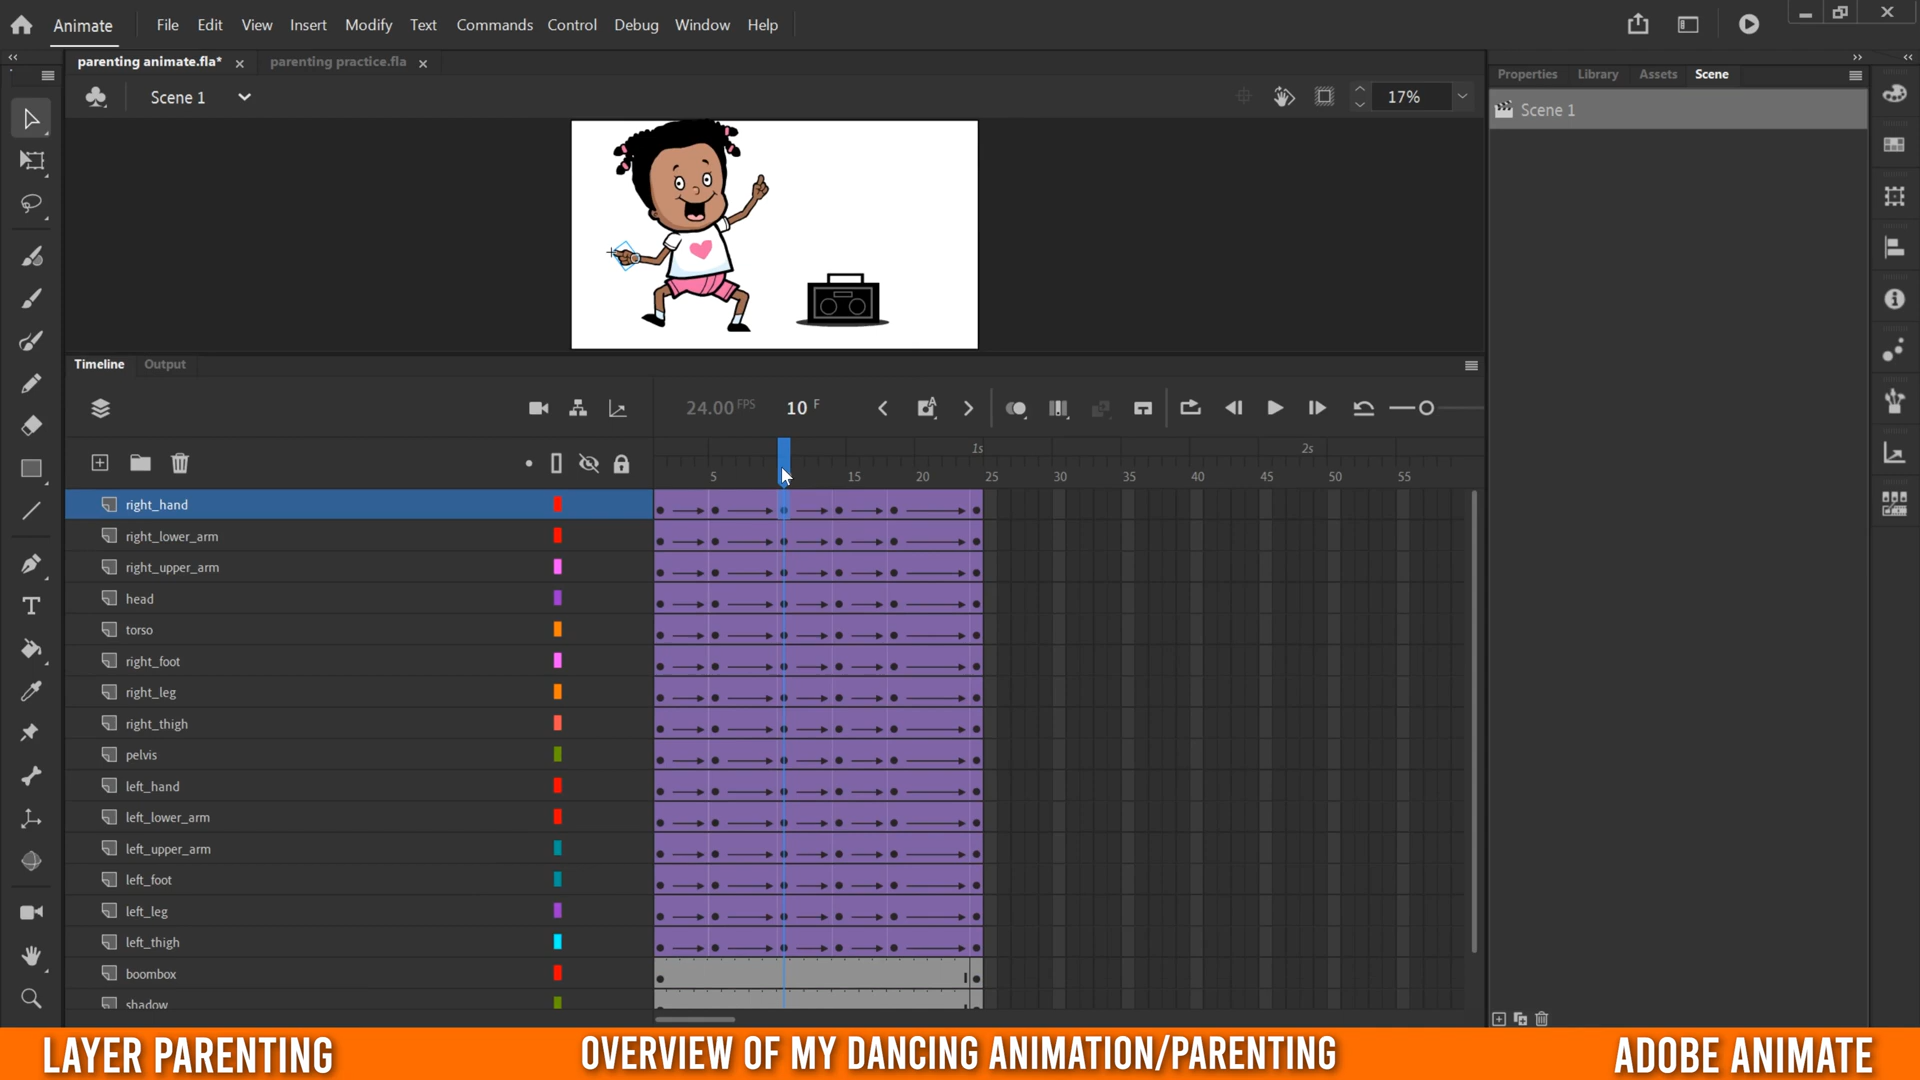 Animate
File Edit View Insert Modify Text Commands Control Debug Window Help
parenting animate.fla* parenting practice.fla
Properties Library Assets Scene
Scene 1
17%
Scene 1
Timeline Output
24.00 FPS 10 F
1s 2s
5 15 20 25 30 35 40 45 50 55
right_hand
right_lower_arm
right_upper_arm
head
torso
right_foot
right_leg
right_thigh
pelvis
left_hand
left_lower_arm
left_upper_arm
left_foot
left_leg
left_thigh
boombox
shadow
LAYER PARENTING OVERVIEW OF MY DANCING ANIMATION/PARENTING ADOBE ANIMATE